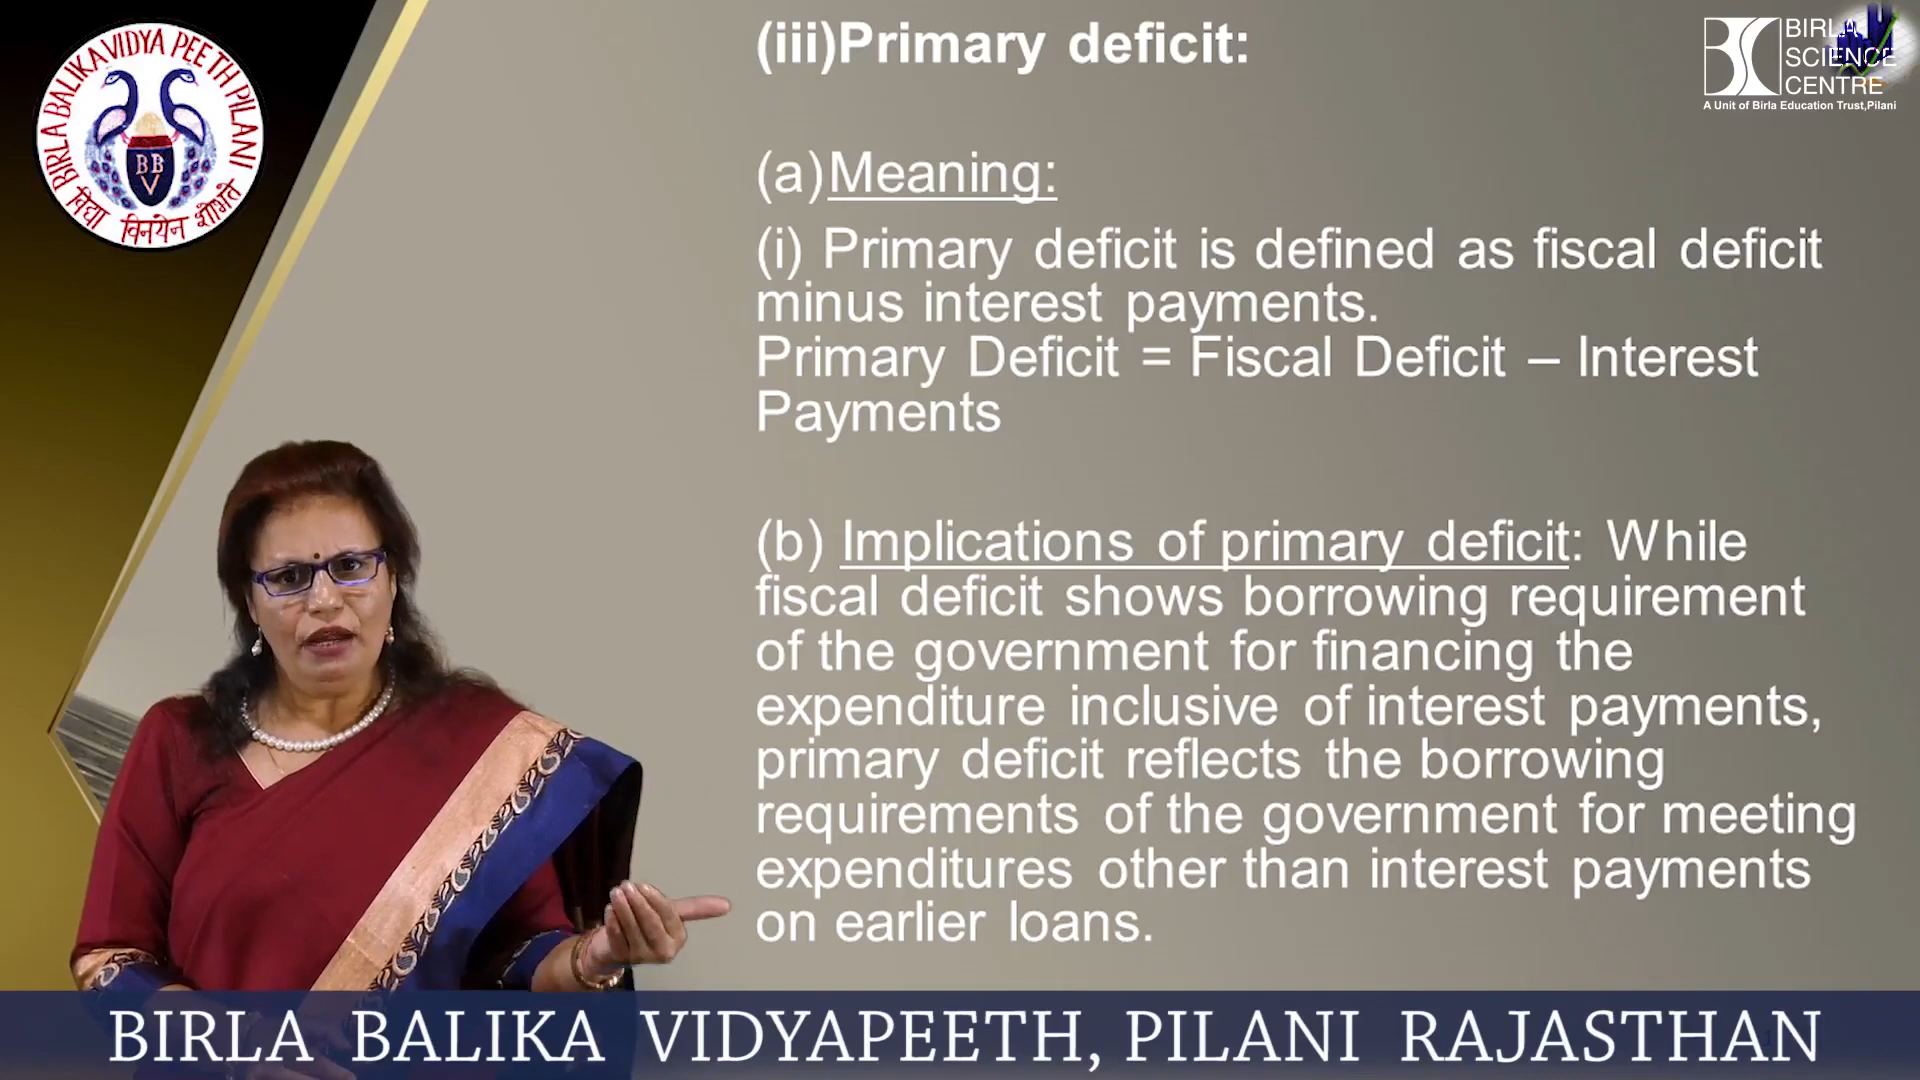 BIRLA BALIKA VIDYA PEETH PILANI
BB
V
विद्या विनयेन शोभते
(iii)Primary deficit:
BIRLA
SCIENCE
CENTRE
A Unit of Birla Education Trust,Pilani
(a)Meaning:
(i) Primary deficit is defined as fiscal deficit
minus interest payments.
Primary Deficit = Fiscal Deficit – Interest
Payments
(b) Implications of primary deficit: While
fiscal deficit shows borrowing requirement
of the government for financing the
expenditure inclusive of interest payments,
primary deficit reflects the borrowing
requirements of the government for meeting
expenditures other than interest payments
on earlier loans.
BIRLA BALIKA VIDYAPEETH, PILANI RAJASTHAN